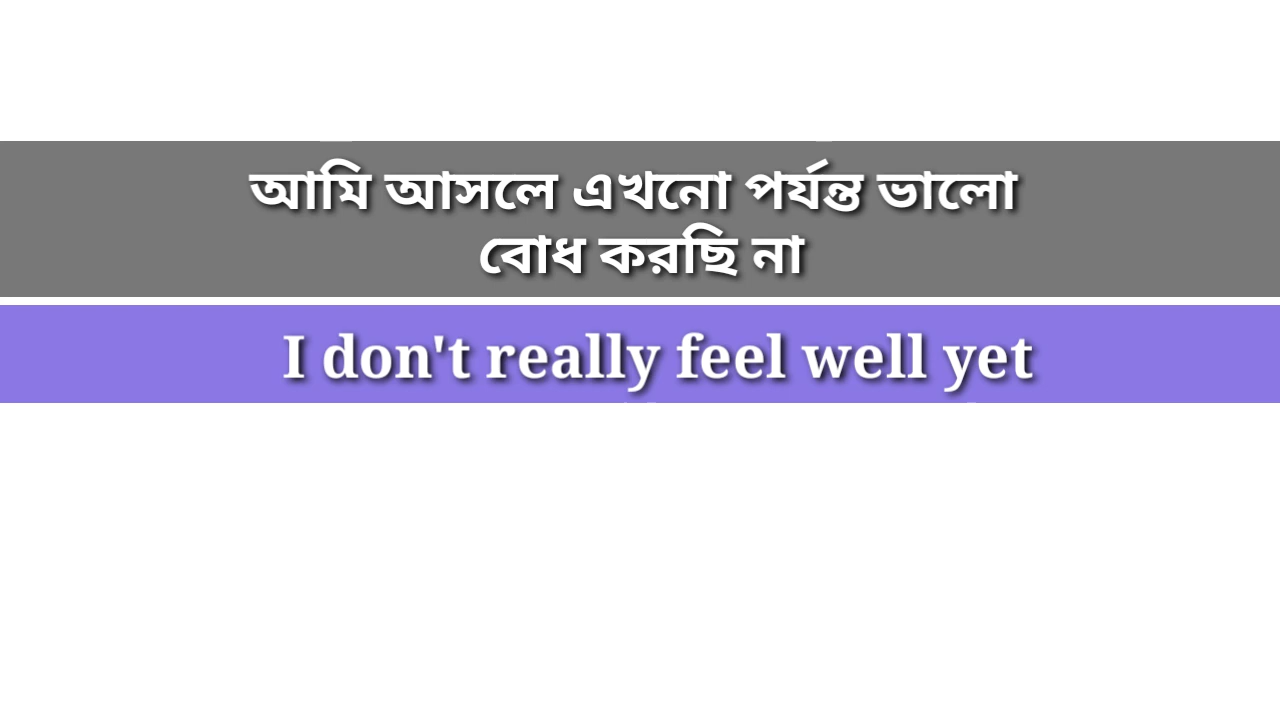 আমি আসলে এখনো পর্যন্ত ভালো
বোধ করছি না
I don't really feel well yet